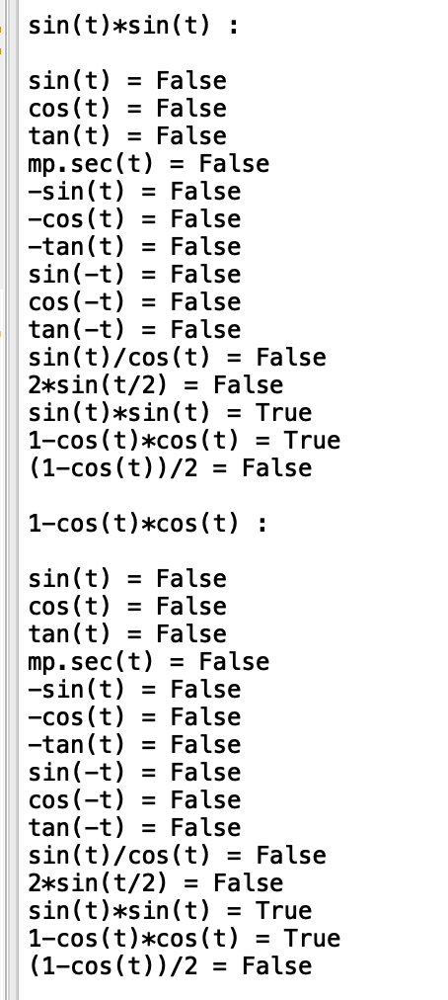 sin(t)*sin(t) :
sin(t) = False
cos(t) = False
tan(t) = False
mp.sec(t) = False
-sin(t) = False
-cos(t) = False
-tan(t) = False
sin(-t) = False
cos(-t) = False
tan(-t) = False
sin(t)/cos(t) = False
2*sin(t/2) = False
sin(t)*sin(t) = True
1-cos(t)*cos(t) = True
(1-cos(t))/2 = False
1-cos(t)*cos(t) :
sin(t) = False
cos(t) = False
tan(t) = False
mp.sec(t) = False
-sin(t) = False
-cos(t) = False
-tan(t) = False
sin(-t) = False
cos(-t) = False
tan(-t) = False
sin(t)/cos(t) = False
2*sin(t/2) = False
sin(t)*sin(t) = True
1-cos(t)*cos(t) = True
(1-cos(t))/2 = False